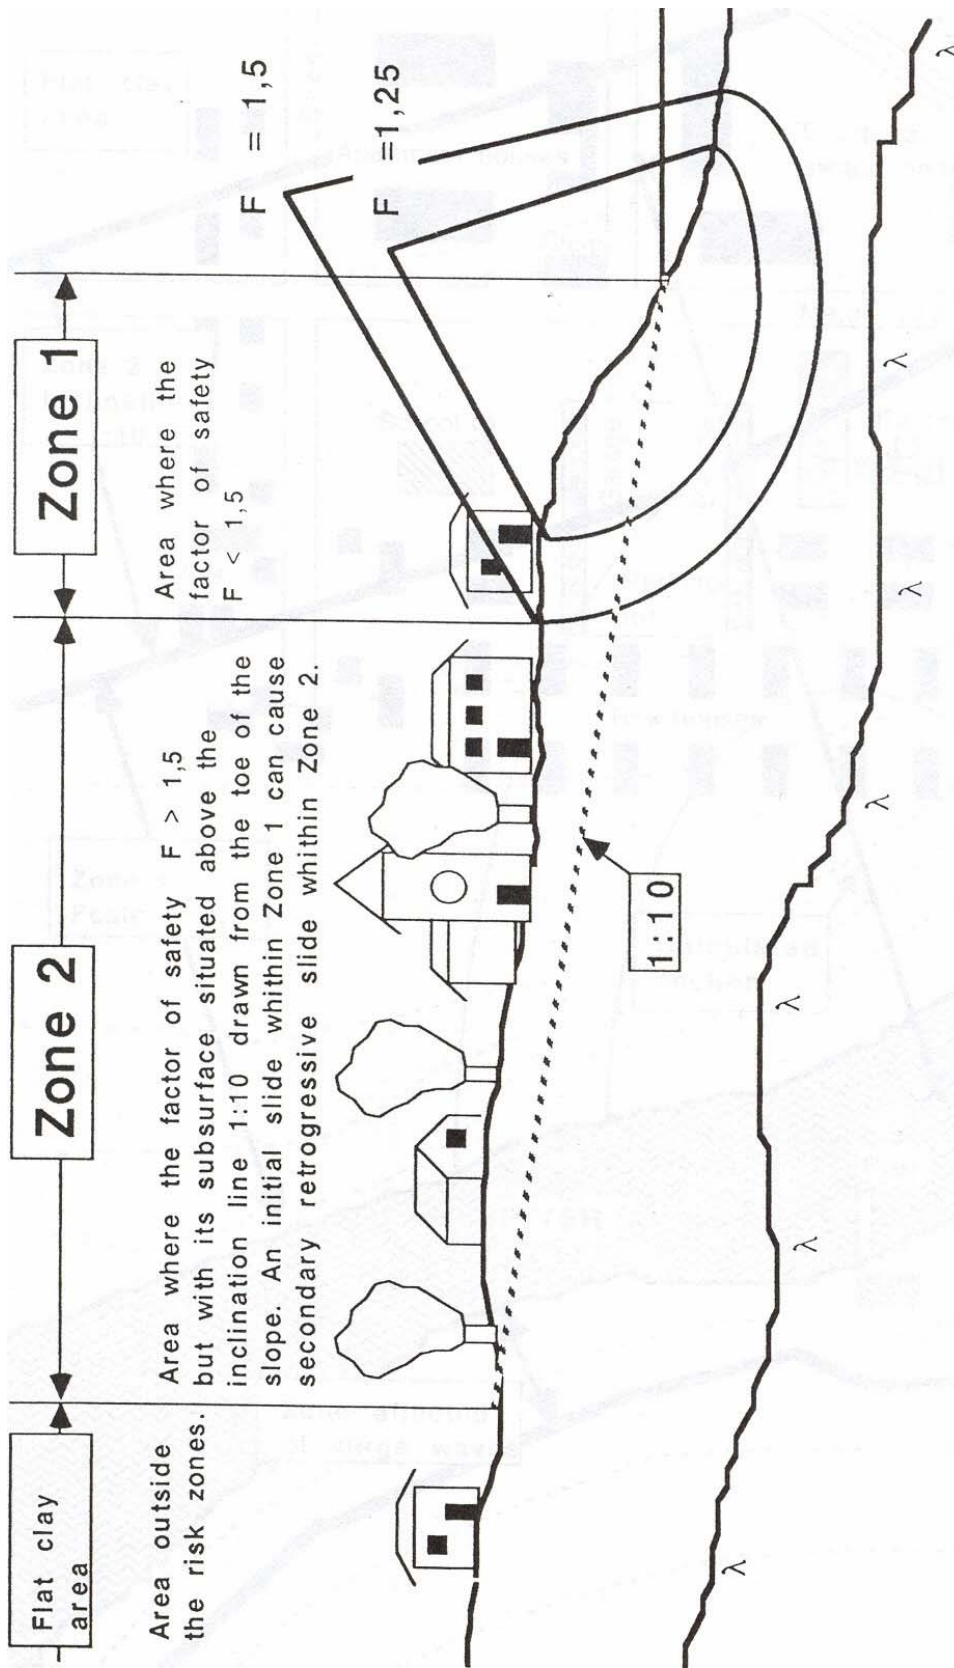 Flat clay
area
Zone 2
Zone 1
Area outside
the risk zones.
Area where the factor of safety F > 1,5
but with its subsurface situated above the
inclination line 1:10 drawn from the toe of the
slope. An initial slide whithin Zone 1 can cause
secondary retrogressive slide whithin Zone 2.
Area where the
factor of safety
F < 1,5
F = 1,5
F =1,25
1:10